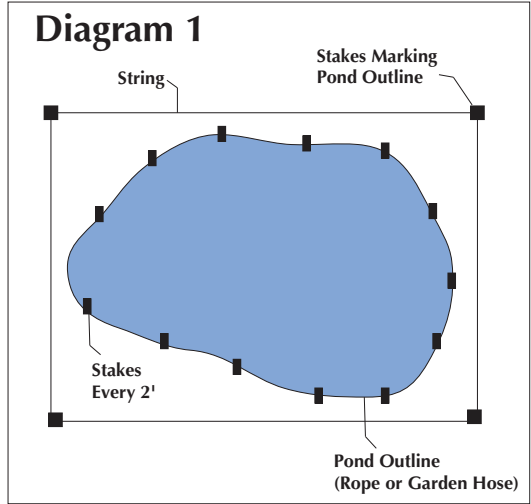 Diagram 1
String
Stakes Marking
Pond Outline
Stakes
Every 2'
Pond Outline
(Rope or Garden Hose)